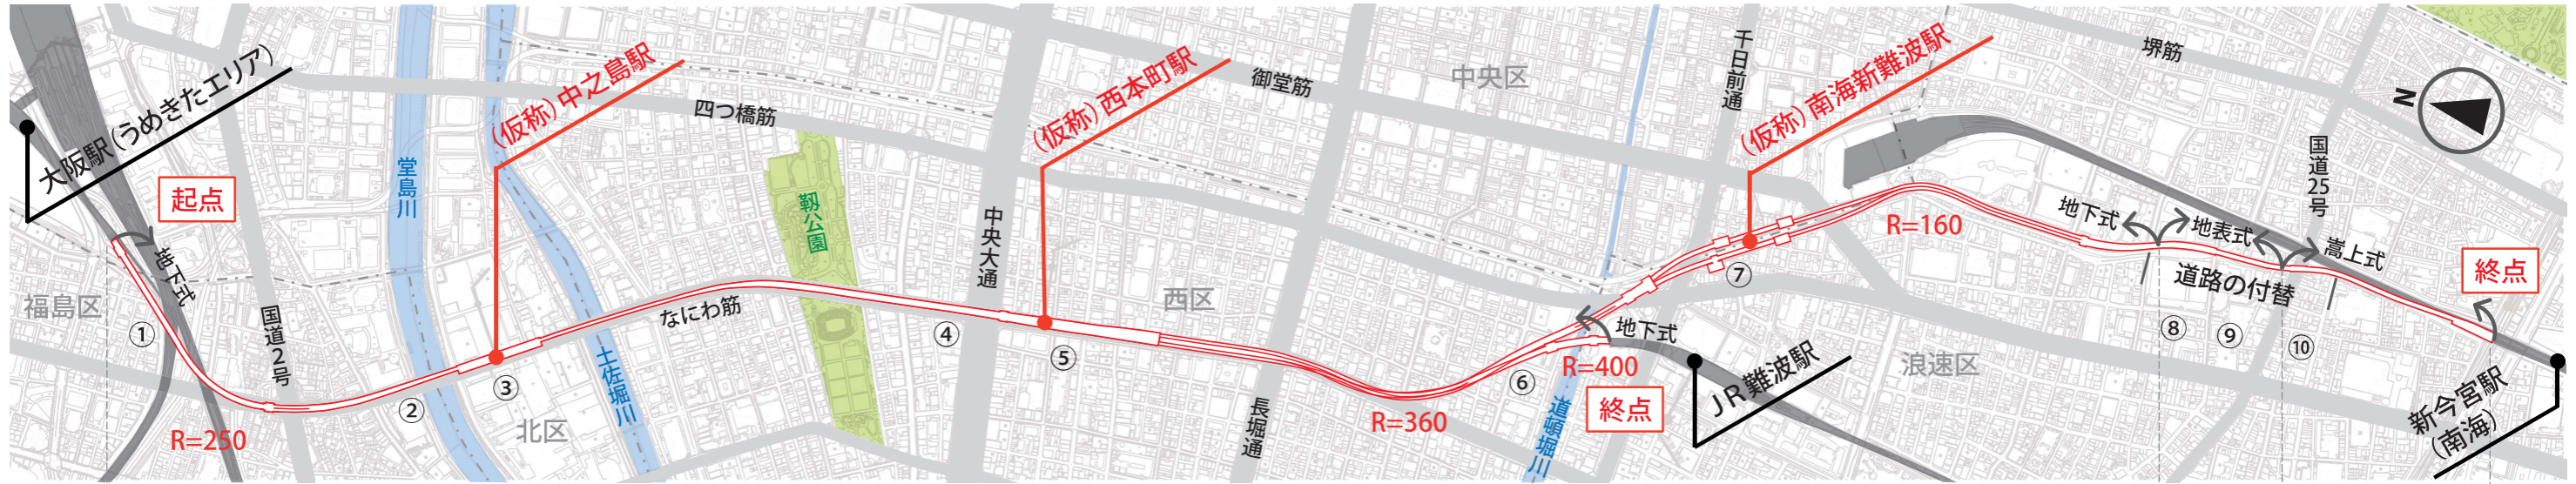 大阪駅(うめきたエリア)
起点
地下式
福島区
①
R=250
国道2号
堂島川
②
(仮称)中之島駅
③
北区
土佐堀川
四つ橋筋
なにわ筋
靱公園
④
中央大通
(仮称)西本町駅
⑤
西区
御堂筋
中央区
長堀通
R=360
⑥
道頓堀川
R=400
終点
地下式
JR難波駅
千日前通
(仮称)南海新難波駅
⑦
R=160
浪速区
堺筋
地下式
地表式
嵩上式
道路の付替
国道25号
⑧
⑨
⑩
N
終点
新今宮駅
(南海)